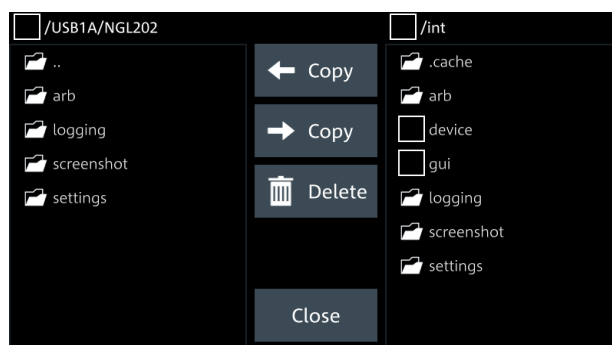 /USB1A/NGL202
..
arb
logging
screenshot
settings
Copy
Copy
Delete
Close
/int
.cache
arb
device
gui
logging
screenshot
settings